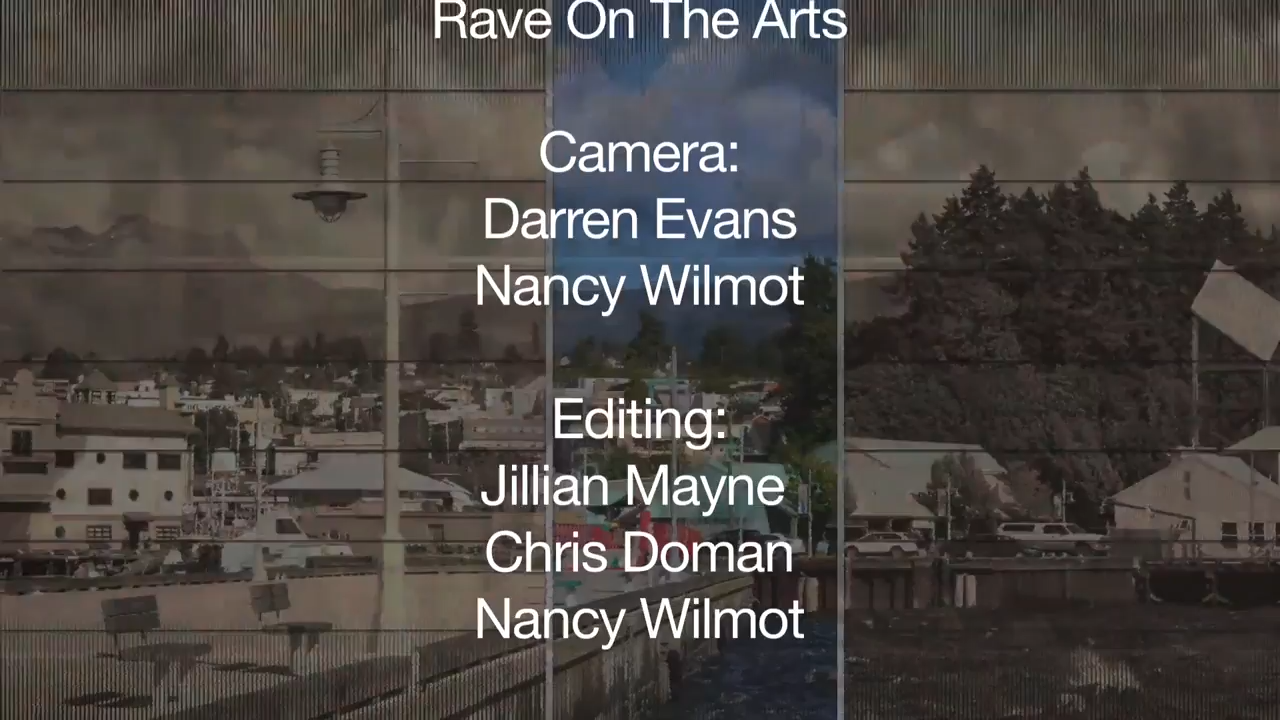 Rave On The Arts
Camera:
Darren Evans
Nancy Wilmot
Editing:
Jillian Mayne
Chris Doman
Nancy Wilmot